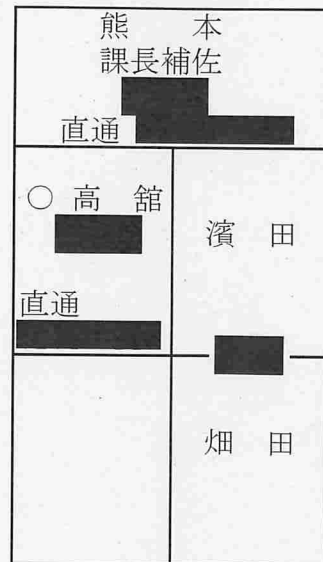 熊 本
課長補佐
直通
○ 高 舘
直通
濱 田
畑 田